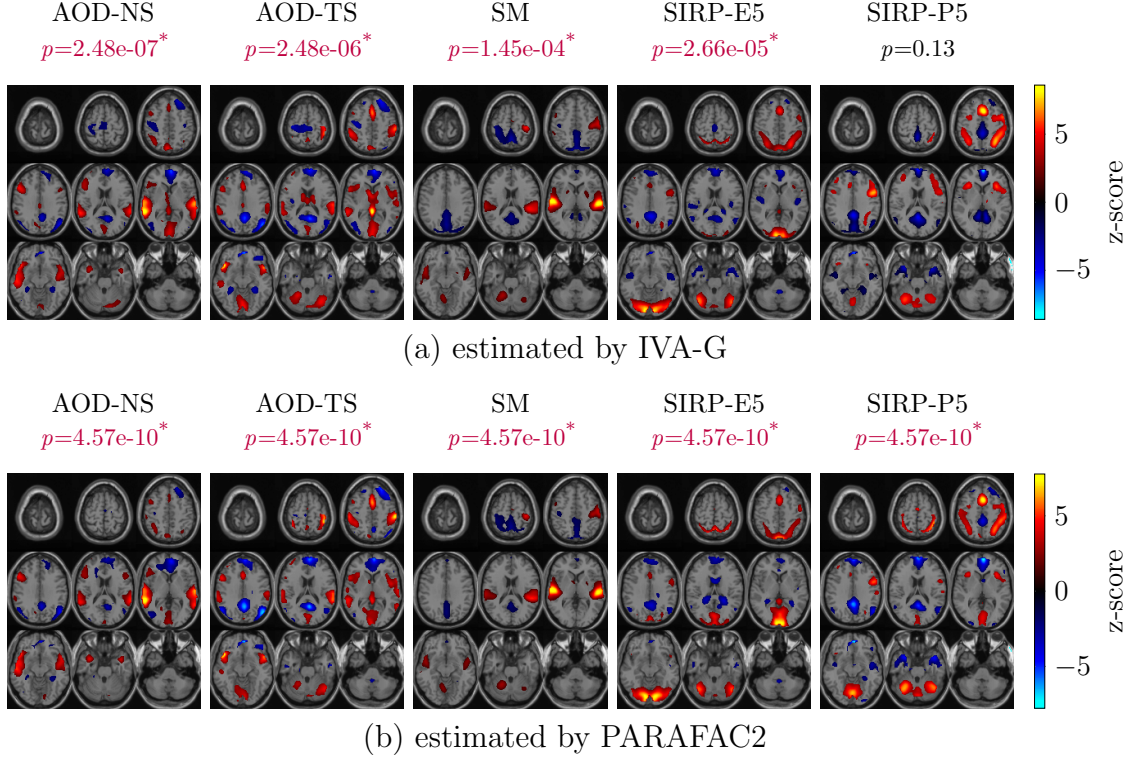 AOD-NS AOD-TS SM SIRP-E5 SIRP-P5
p=2.48e-07* p=2.48e-06* p=1.45e-04* p=2.66e-05* p=0.13
5
0
−5
z-score
(a) estimated by IVA-G
AOD-NS AOD-TS SM SIRP-E5 SIRP-P5
p=4.57e-10* p=4.57e-10* p=4.57e-10* p=4.57e-10* p=4.57e-10*
5
0
−5
z-score
(b) estimated by PARAFAC2